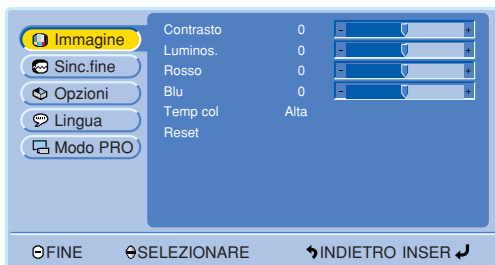 Immagine
Sinc.fine
Opzioni
Lingua
Modo PRO
Contrasto 0 - +
Luminos. 0 - +
Rosso 0 - +
Blu 0 - +
Temp col Alta
Reset
FINE SELEZIONARE INDIETRO INSER